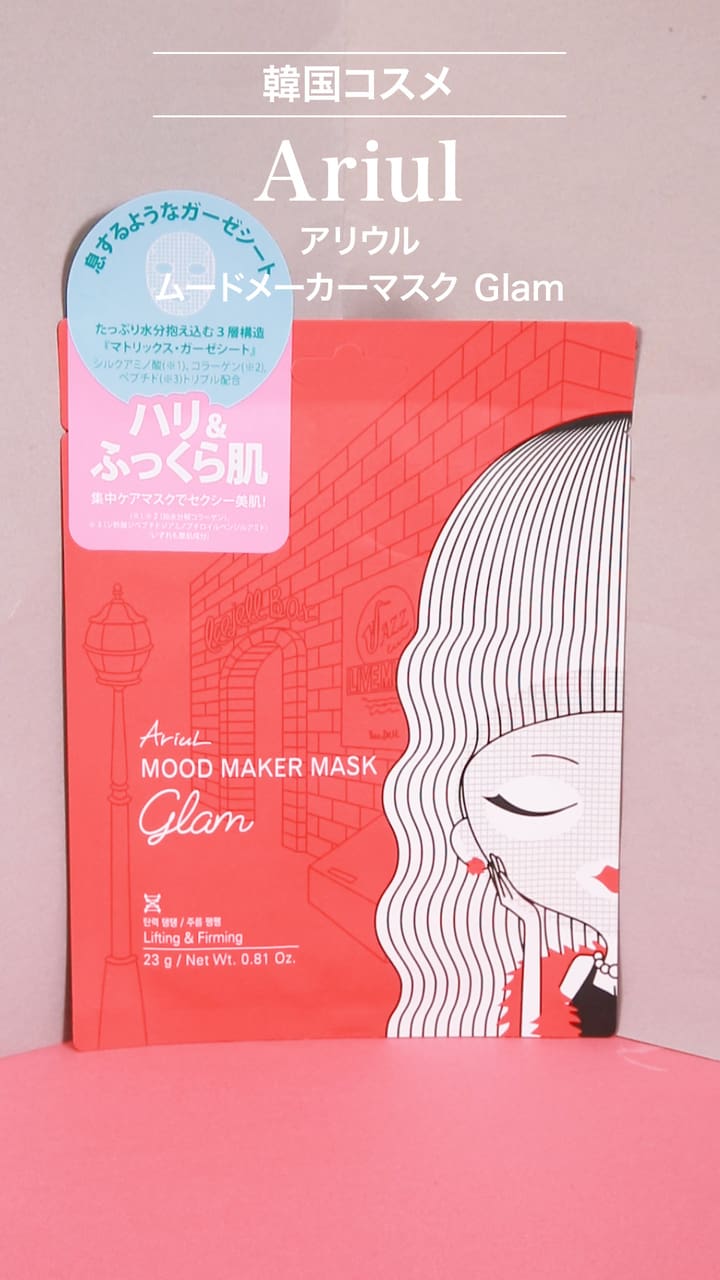 韓国コスメ
Ariul
アリウル
ムードメーカーマスク Glam
息するようなガーゼシート
たっぷり水分抱え込む3層構造
『マトリックス・ガーゼシート』
シルクアミノ酸(※1)、コラーゲン(※2)、
ペプチド(※3)トリプル配合
ハリ&
ふっくら肌
集中ケアマスクでセクシー美肌!
JAZZ
LIVE
Ariul
MOOD MAKER MASK
Glam
탄력 탱탱 / 주름 팽팽
Lifting & Firming
23 g / Net Wt. 0.81 Oz.